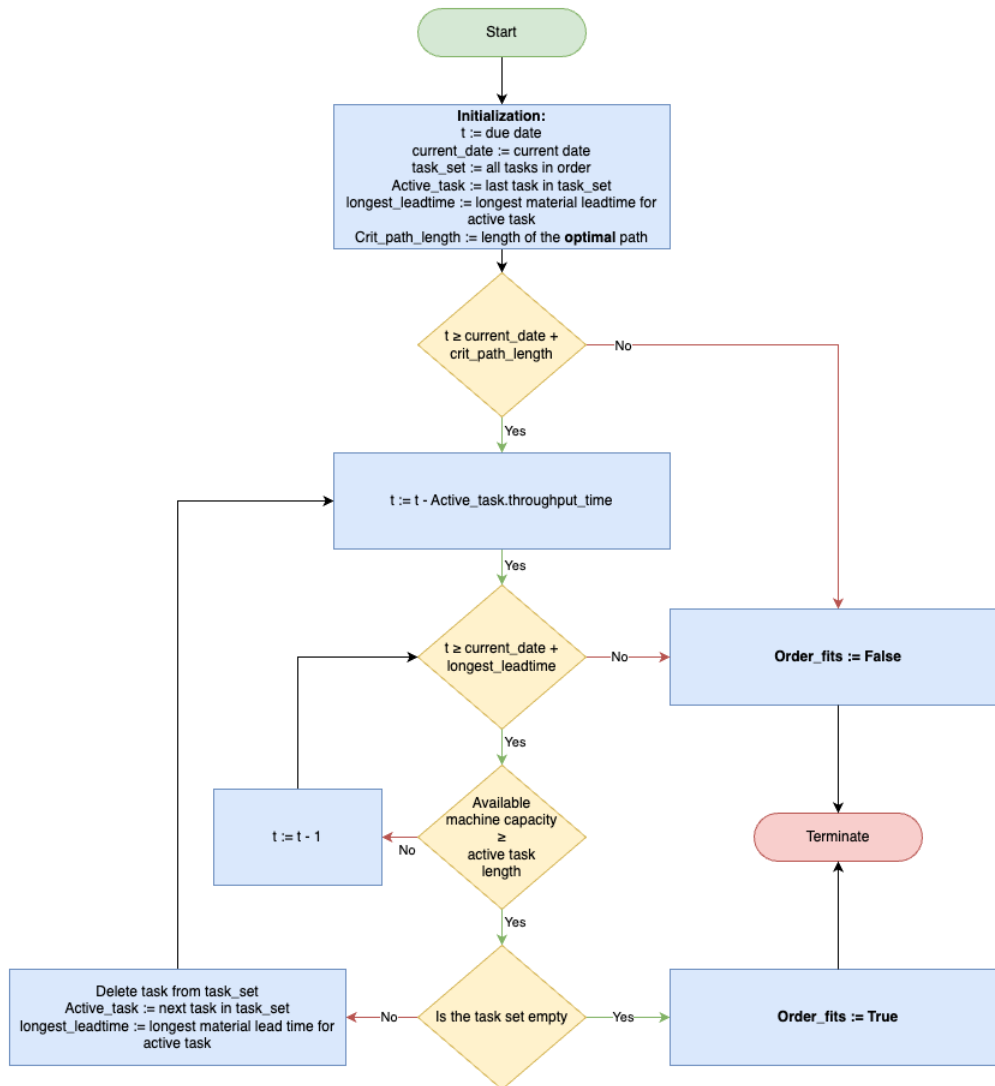 Start
Initialization:
t := due date
current_date := current date
task_set := all tasks in order
Active_task := last task in task_set
longest_leadtime := longest material leadtime for
active task
Crit_path_length := length of the optimal path
t ≥ current_date +
crit_path_length
No
Yes
t := t - Active_task.throughput_time
Yes
t ≥ current_date +
longest_leadtime
No
Order_fits := False
Yes
Available
machine capacity
≥
active task
length
No
t := t - 1
Terminate
Yes
Is the task set empty
No
Delete task from task_set
Active_task := next task in task_set
longest_leadtime := longest material lead time for
active task
Yes
Order_fits := True